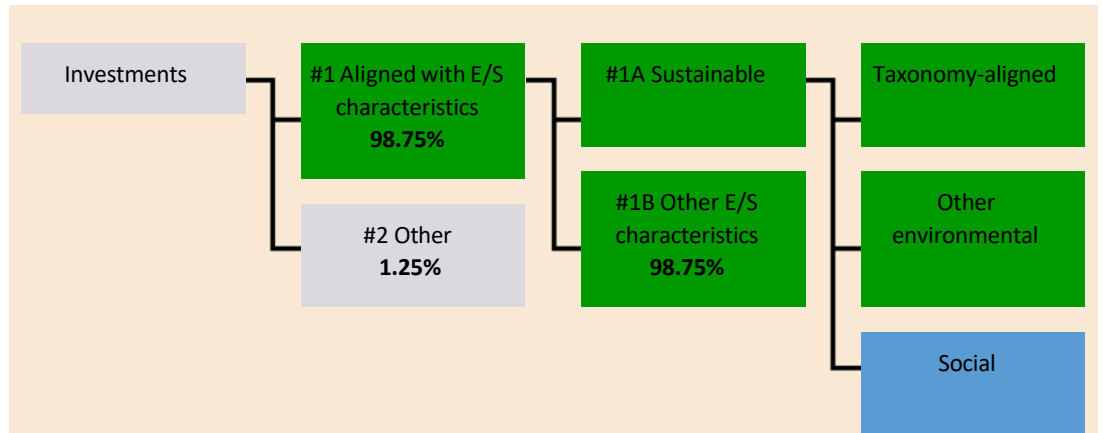 Investments
#1 Aligned with E/S
characteristics
98.75%
#2 Other
1.25%
#1A Sustainable
#1B Other E/S
characteristics
98.75%
Taxonomy-aligned
Other
environmental
Social